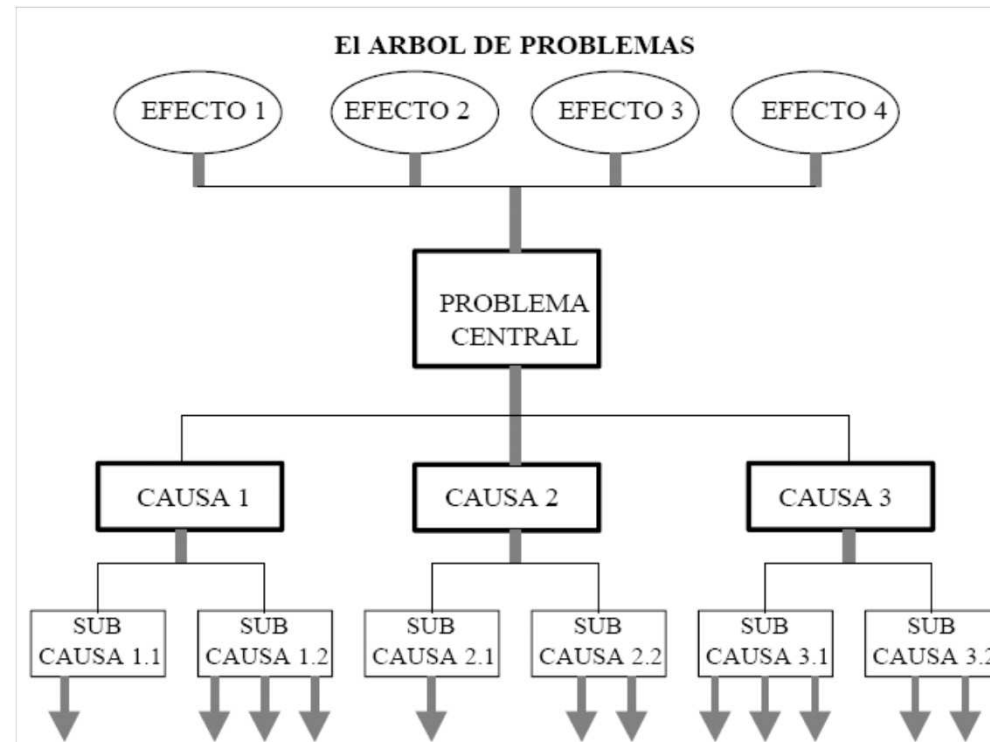 El ARBOL DE PROBLEMAS
EFECTO 1
EFECTO 2
EFECTO 3
EFECTO 4
PROBLEMA
CENTRAL
CAUSA 1
CAUSA 2
CAUSA 3
SUB
CAUSA 1.1
SUB
CAUSA 1.2
SUB
CAUSA 2.1
SUB
CAUSA 2.2
SUB
CAUSA 3.1
SUB
CAUSA 3.2